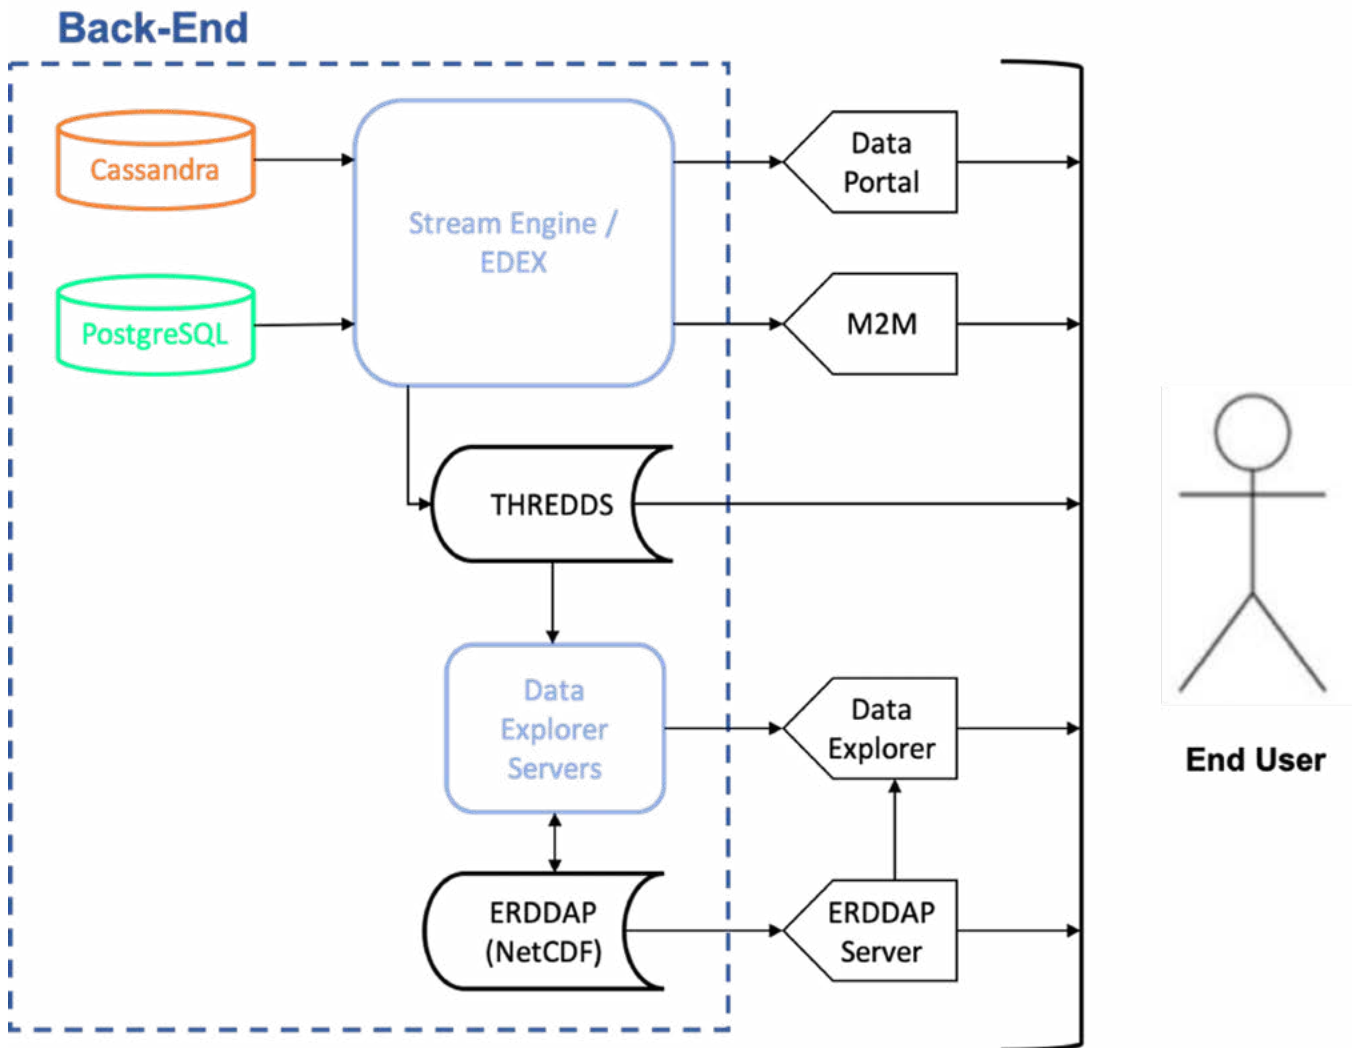 Back-End
Cassandra
Stream Engine /
EDEX
Data
Portal
PostgreSQL
M2M
THREDDS
Data
Explorer
Servers
Data
Explorer
End User
ERDDAP
(NetCDF)
ERDDAP
Server